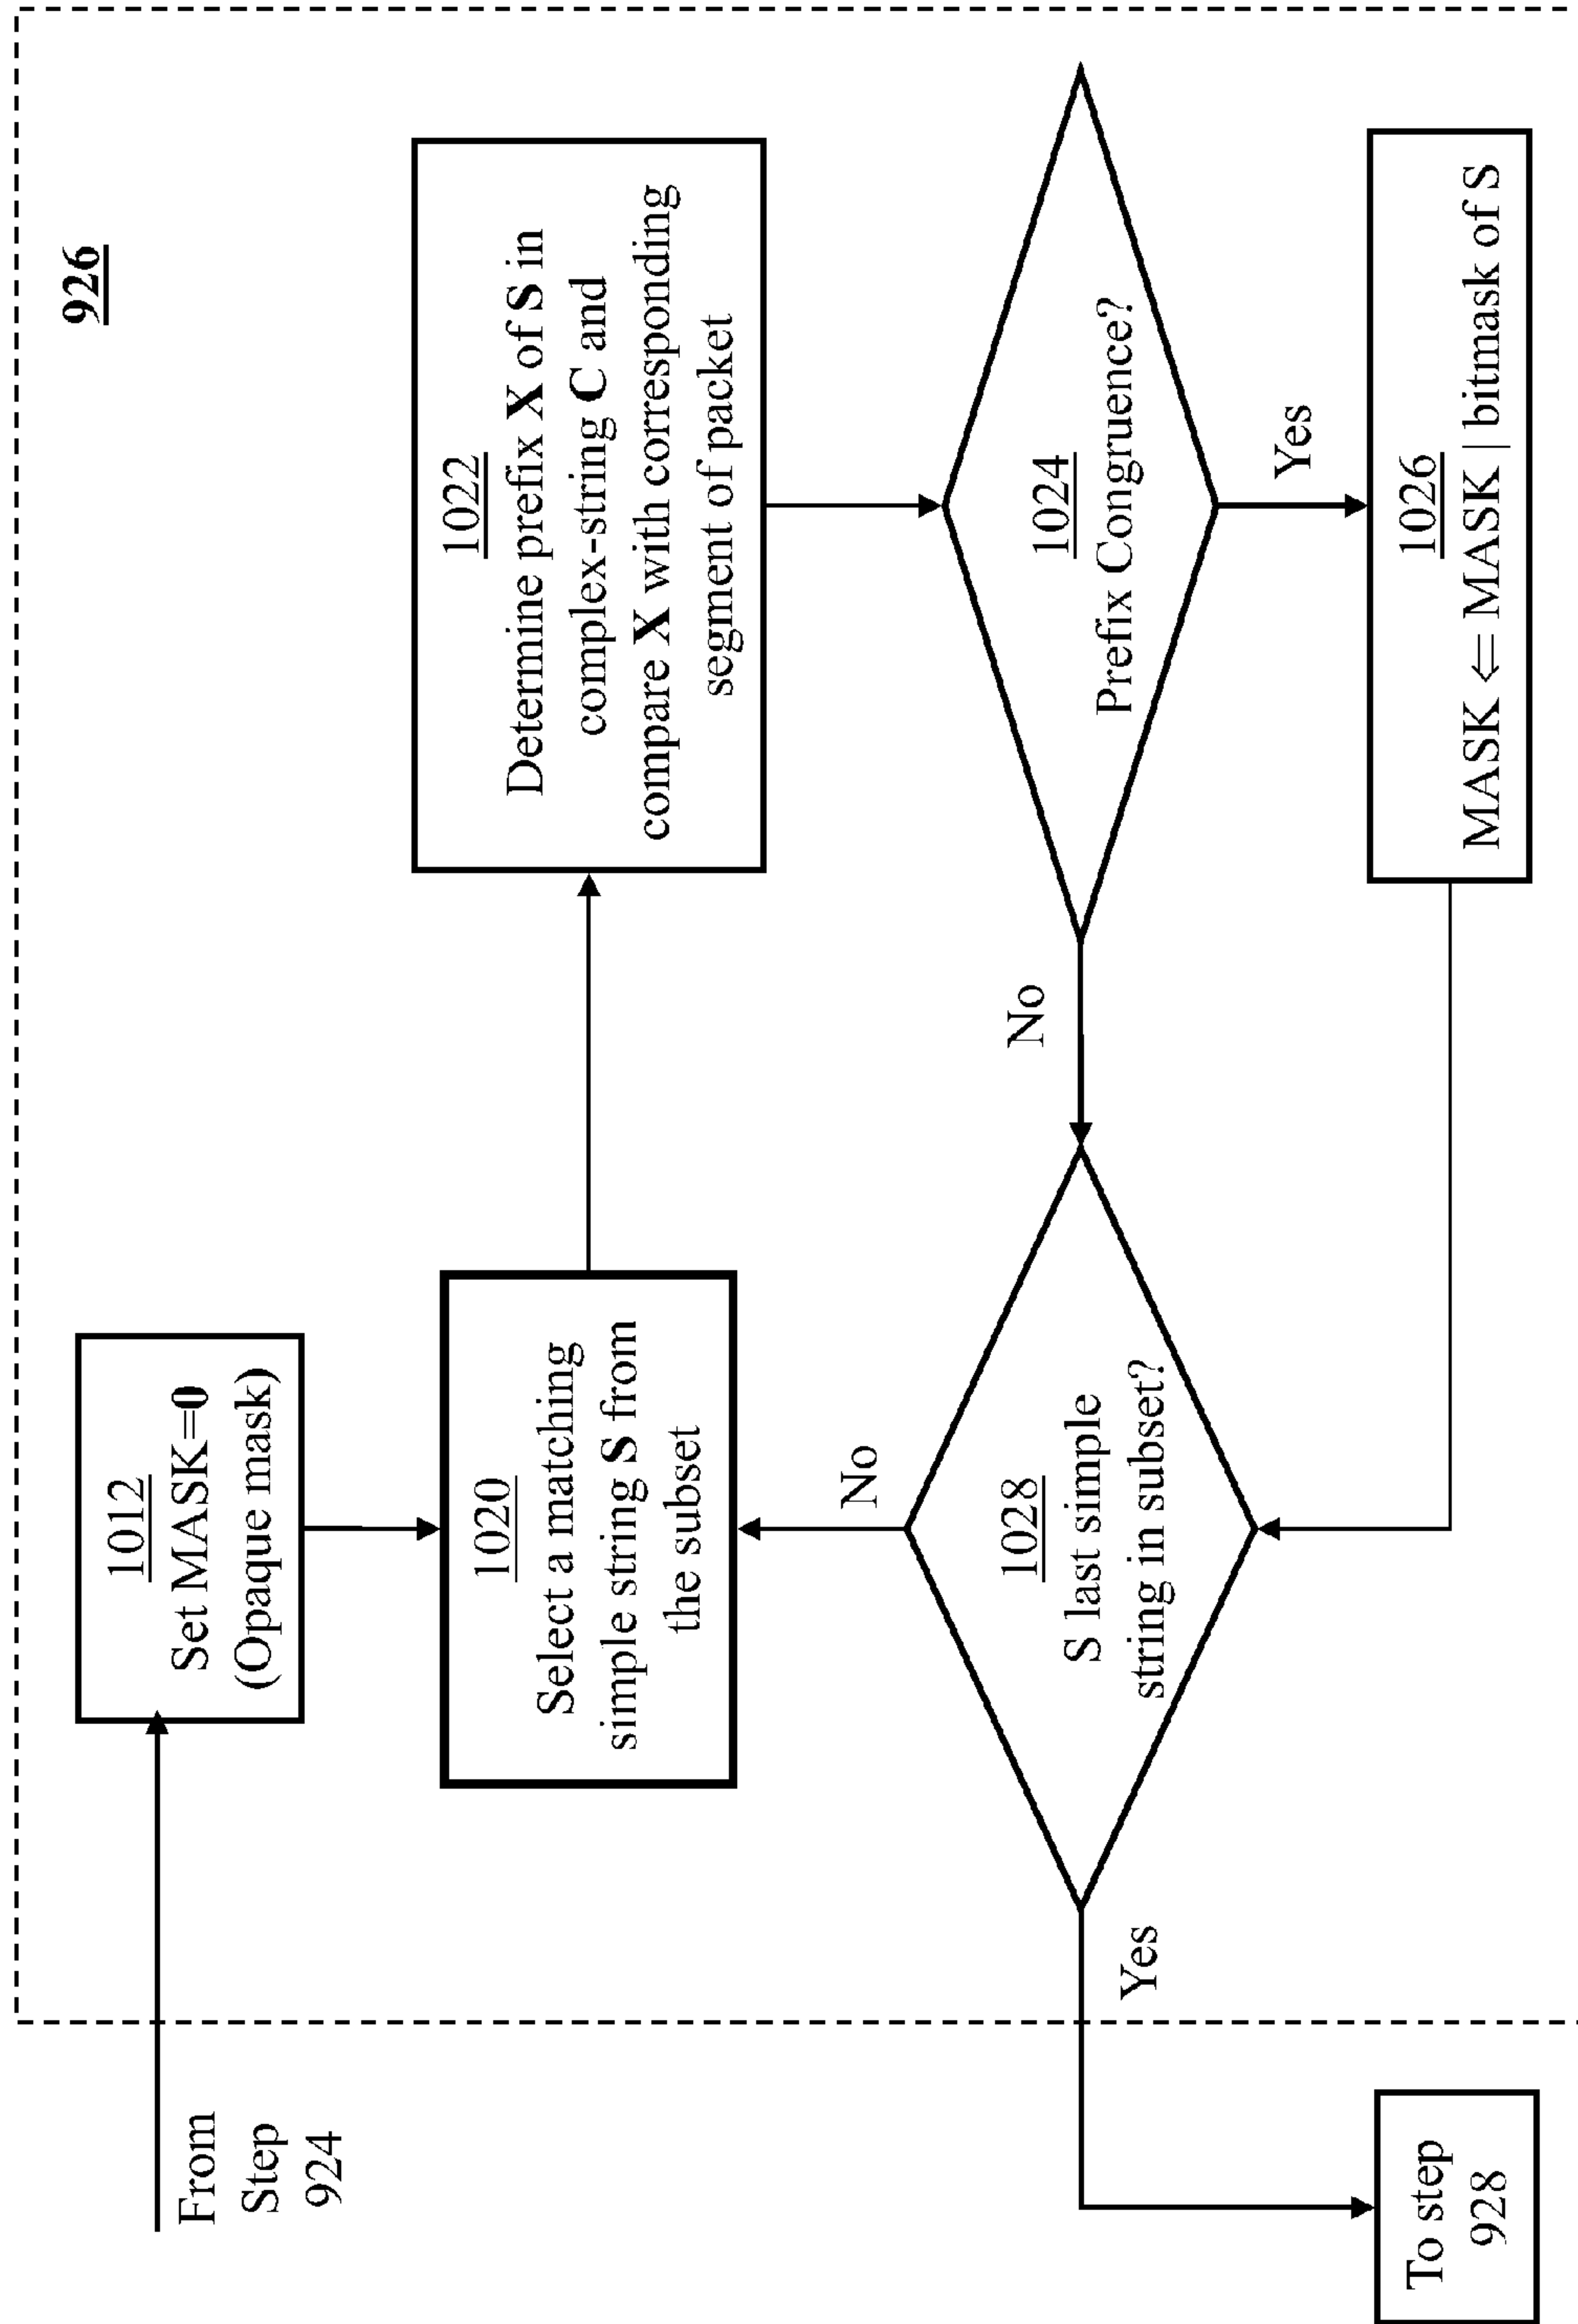 926
From
Step
924
1012
Set MASK=0
(Opaque mask)
1020
Select a matching
simple string S from
the subset
1022
Determine prefix X of S in
complex-string C and
compare X with corresponding
segment of packet
1024
Prefix Congruence?
No
Yes
1026
MASK ⇐ MASK | bitmask of S
1028
S last simple
string in subset?
No
Yes
To step
928